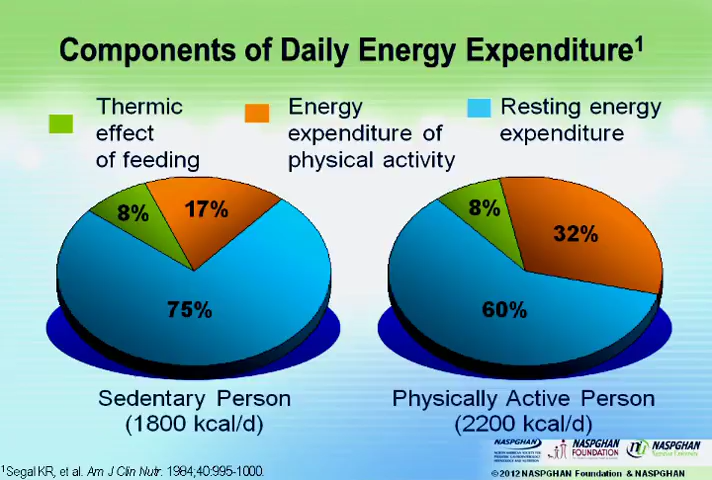 Components of Daily Energy Expenditure¹
Thermic
effect
of feeding
Energy
expenditure of
physical activity
Resting energy
expenditure
8%
17%
75%
8%
32%
60%
Sedentary Person
(1800 kcal/d)
Physically Active Person
(2200 kcal/d)
¹Segal KR, et al. Am J Clin Nutr. 1984;40:995-1000.
NASPGHAN
NASPGHAN
FOUNDATION
NASPGHAN
©2012 NASPGHAN Foundation & NASPGHAN